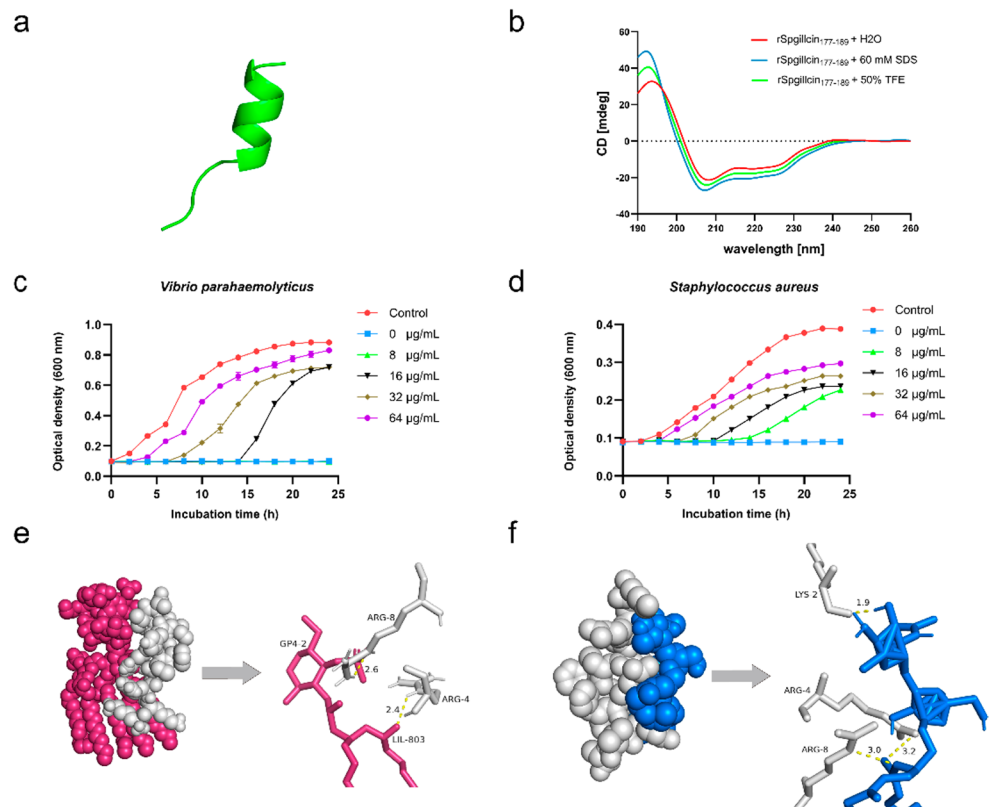 a
b
rSpgillcin177-189 + H2O
rSpgillcin177-189 + 60 mM SDS
rSpgillcin177-189 + 50% TFE
60
40
20
0
-20
-40
CD [mdeg]
190 200 210 220 230 240 250 260
wavelength [nm]
c
Vibrio parahaemolyticus
Control
0 μg/mL
8 μg/mL
16 μg/mL
32 μg/mL
64 μg/mL
1.0
0.8
0.6
0.4
0.2
0.0
Optical density (600 nm)
0 5 10 15 20 25
Incubation time (h)
d
Staphylococcus aureus
Control
0 μg/mL
8 μg/mL
16 μg/mL
32 μg/mL
64 μg/mL
0.4
0.3
0.2
0.1
0.0
Optical density (600 nm)
0 5 10 15 20 25
Incubation time (h)
e
ARG-8
GP4 2
2.6
ARG-4
2.4
LIL-803
f
LYS 2
1.9
ARG-4
ARG-8
3.0
3.2